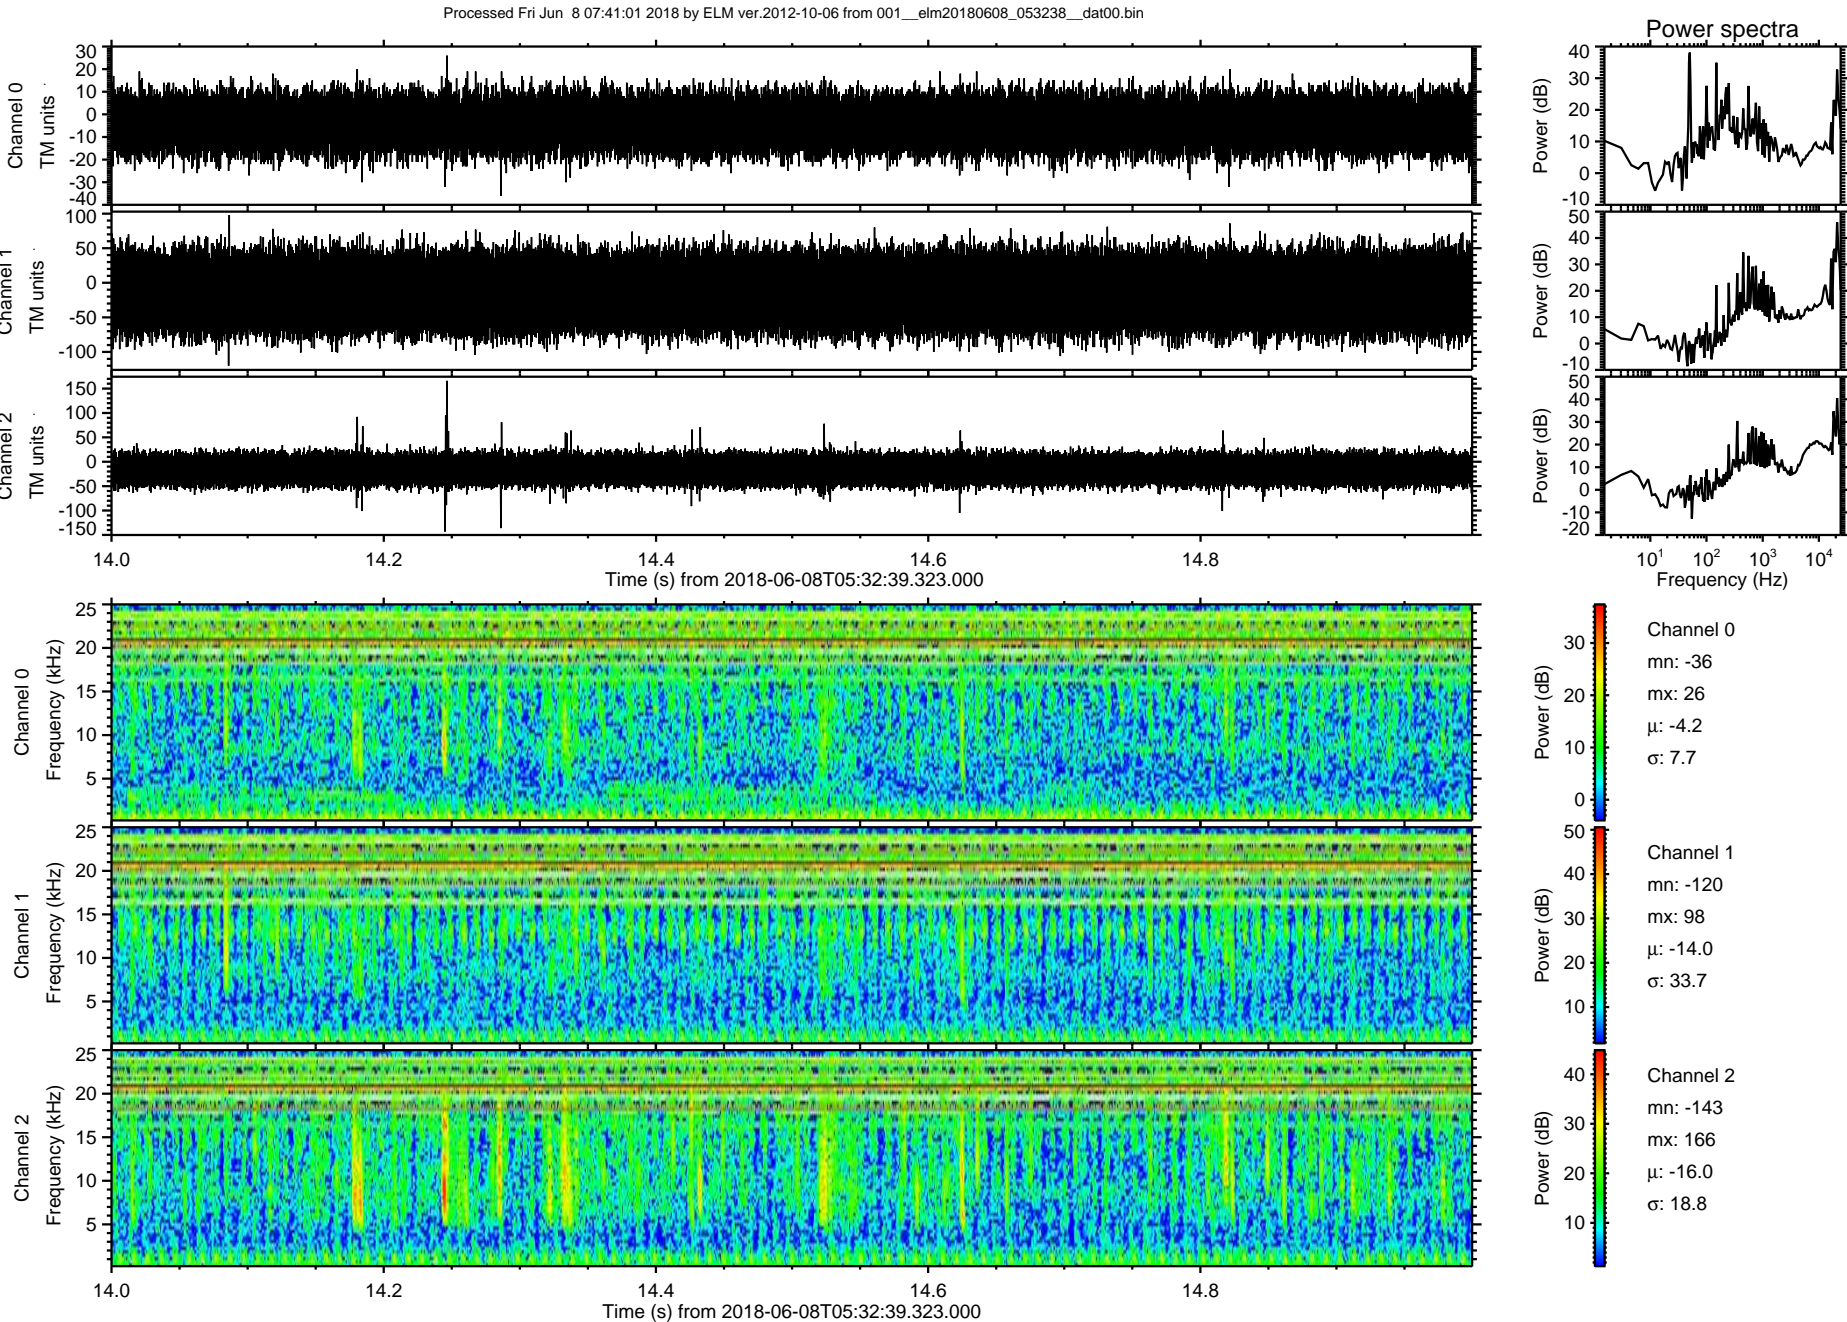 Processed Fri Jun  8 07:41:01 2018 by ELM ver.2012-10-06 from 001__elm20180608_053238__dat00.bin
Power spectra
Channel 0
TM units
30
20
10
0
-10
-20
-30
-40
Power (dB)
40
30
20
10
0
-10
Channel 1
TM units
100
50
0
-50
-100
Power (dB)
50
40
30
20
10
0
-10
Channel 2
TM units
150
100
50
0
-50
-100
-150
Power (dB)
50
40
30
20
10
0
-10
-20
14.0 14.2 14.4 14.6 14.8
Time (s) from 2018-06-08T05:32:39.323.000
10¹ 10² 10³ 10⁴
Frequency (Hz)
Channel 0
Frequency (kHz)
25
20
15
10
5
Power (dB)
30
20
10
0
Channel 0
mn: -36
mx: 26
μ: -4.2
σ: 7.7
Channel 1
Frequency (kHz)
25
20
15
10
5
Power (dB)
50
40
30
20
10
Channel 1
mn: -120
mx: 98
μ: -14.0
σ: 33.7
Channel 2
Frequency (kHz)
25
20
15
10
5
Power (dB)
40
30
20
10
Channel 2
mn: -143
mx: 166
μ: -16.0
σ: 18.8
14.0 14.2 14.4 14.6 14.8
Time (s) from 2018-06-08T05:32:39.323.000